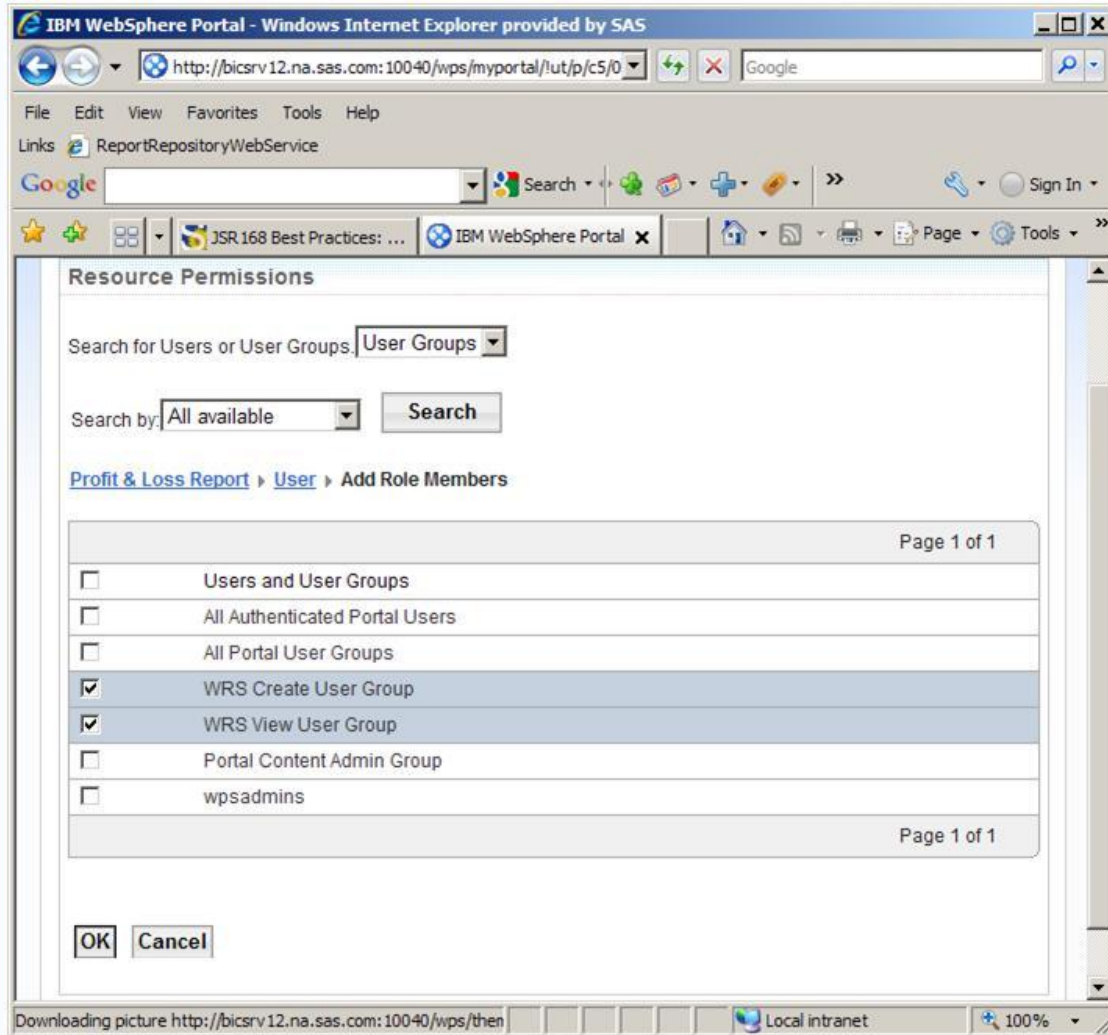 IBM WebSphere Portal - Windows Internet Explorer provided by SAS
http://bicsrv12.na.sas.com:10040/wps/myportal/!ut/p/c5/0 Google
File Edit View Favorites Tools Help
Links ReportRepositoryWebService
Google Search » Sign In
JSR168 Best Practices: ... IBM WebSphere Portal x Page Tools »
Resource Permissions
Search for Users or User Groups. User Groups
Search by: All available Search
Profit & Loss Report User Add Role Members
Page 1 of 1
Users and User Groups
All Authenticated Portal Users
All Portal User Groups
WRS Create User Group
WRS View User Group
Portal Content Admin Group
wpsadmins
Page 1 of 1
OK Cancel
Downloading picture http://bicsrv12.na.sas.com:10040/wps/then Local intranet 100%